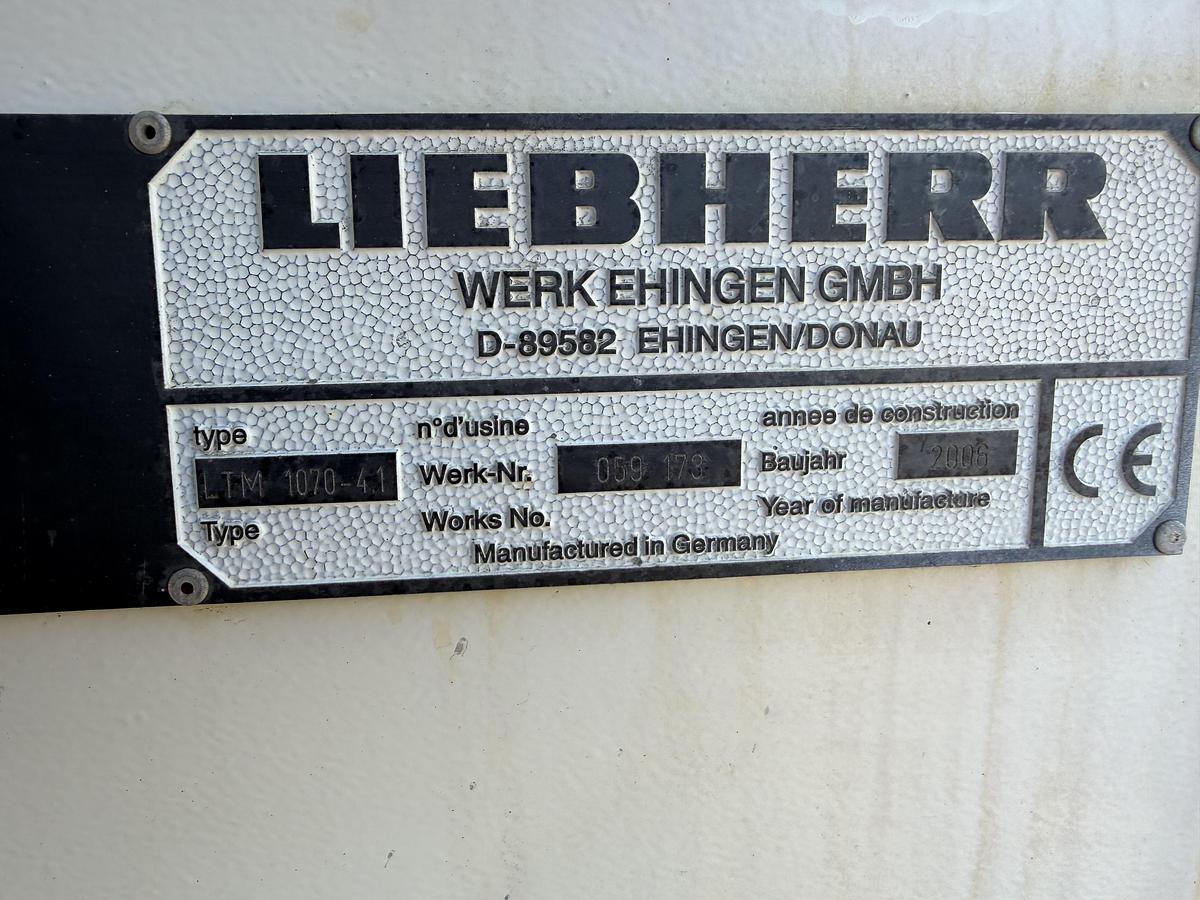 LIEBHERR
WERK EHINGEN GMBH
D-89582 EHINGEN/DONAU
type n°d'usine annee de construction
LTM 1070-4.1 Werk-Nr. 059 173 Baujahr 2006
Type Works No. Year of manufacture
Manufactured in Germany
CE